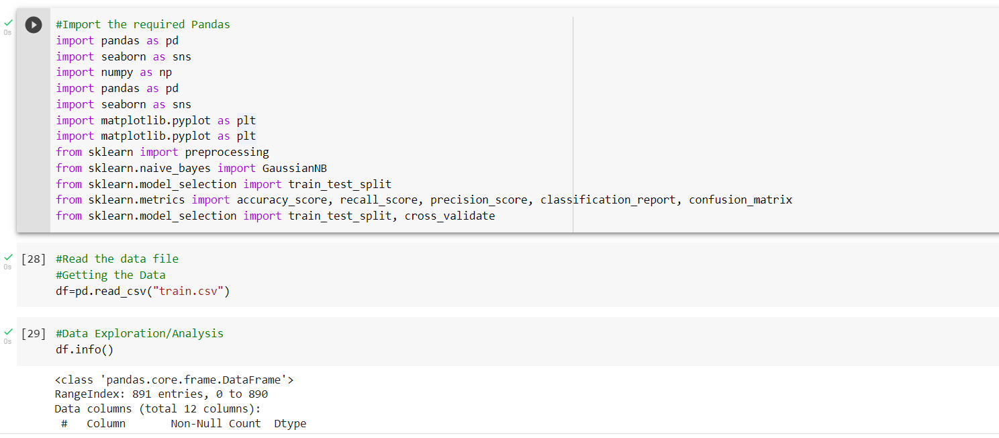 #Import the required Pandas
0s
import pandas as pd
import seaborn as sns
import numpy as np
import pandas as pd
import seaborn as sns
import matplotlib.pyplot as plt
import matplotlib.pyplot as plt
from sklearn import preprocessing
from sklearn.naive_bayes import GaussianNB
from sklearn.model_selection import train_test_split
from sklearn.metrics import accuracy_score, recall_score, precision_score, classification_report, confusion_matrix
from sklearn.model_selection import train_test_split, cross_validate
[28] #Read the data file
0s
#Getting the Data
df=pd.read_csv("train.csv")
[29] #Data Exploration/Analysis
0s
df.info()
<class 'pandas.core.frame.DataFrame'>
RangeIndex: 891 entries, 0 to 890
Data columns (total 12 columns):
 #   Column       Non-Null Count  Dtype